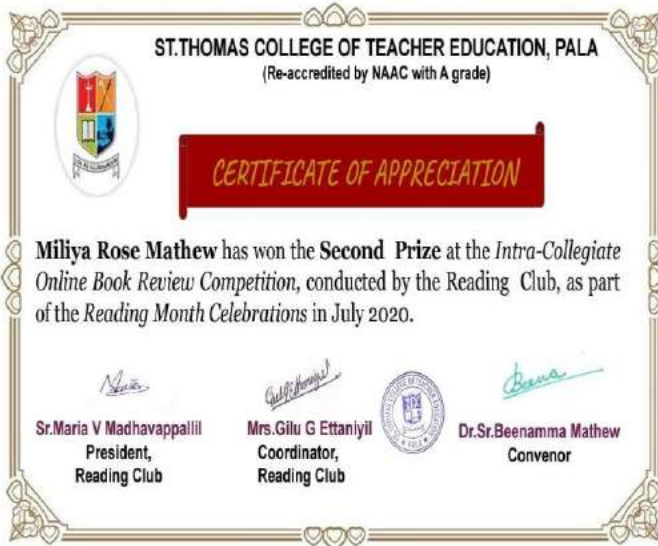 ST.THOMAS COLLEGE OF TEACHER EDUCATION, PALA
(Re-accredited by NAAC with A grade)
CERTIFICATE OF APPRECIATION
Miliya Rose Mathew has won the Second Prize at the Intra-Collegiate
Online Book Review Competition, conducted by the Reading Club, as part
of the Reading Month Celebrations in July 2020.
Sr.Maria V Madhavappallil
President,
Reading Club
Mrs.Gilu G Ettaniyil
Coordinator,
Reading Club
Dr.Sr.Beenamma Mathew
Convenor